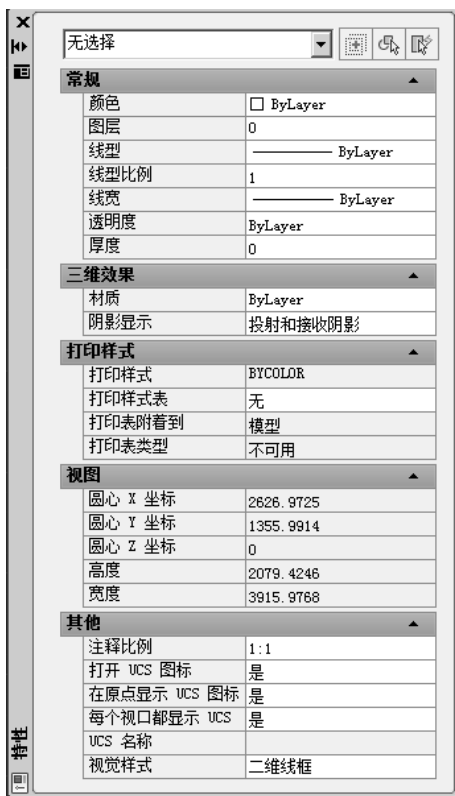 无选择
常规
颜色 ByLayer
图层 0
线型 ByLayer
线型比例 1
线宽 ByLayer
透明度 ByLayer
厚度 0
三维效果
材质 ByLayer
阴影显示 投射和接收阴影
打印样式
打印样式 BYCOLOR
打印样式表 无
打印表附着到 模型
打印表类型 不可用
视图
圆心 X 坐标 2626.9725
圆心 Y 坐标 1355.9914
圆心 Z 坐标 0
高度 2079.4246
宽度 3915.9768
其他
注释比例 1:1
打开 UCS 图标 是
在原点显示 UCS 图标 是
每个视口都显示 UCS 是
UCS 名称
视觉样式 二维线框
特性